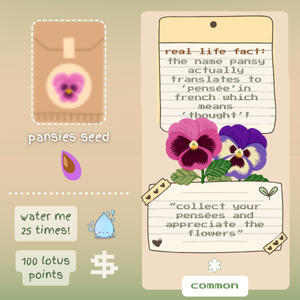 pansies seed
water me
25 times!
100 lotus
points
real life fact:
the name pansy
actually
translates to
‘pensée’in
french which
means
‘thought’!
“collect your
pensées and
appreciate the
flowers”
common